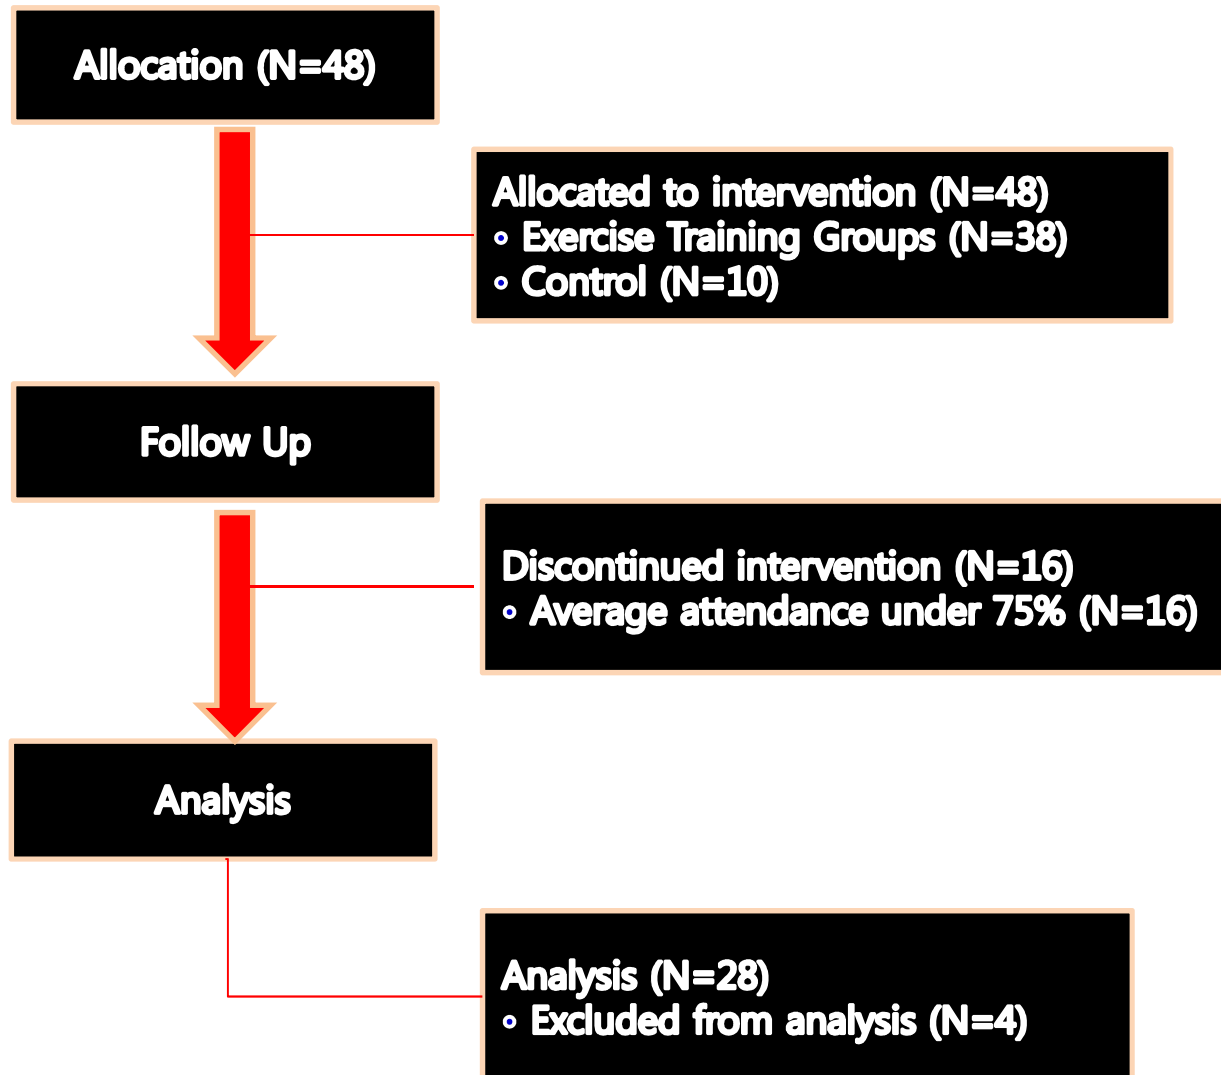 Allocation (N=48)
Allocated to intervention (N=48)
• Exercise Training Groups (N=38)
• Control (N=10)
Follow Up
Discontinued intervention (N=16)
• Average attendance under 75% (N=16)
Analysis
Analysis (N=28)
• Excluded from analysis (N=4)